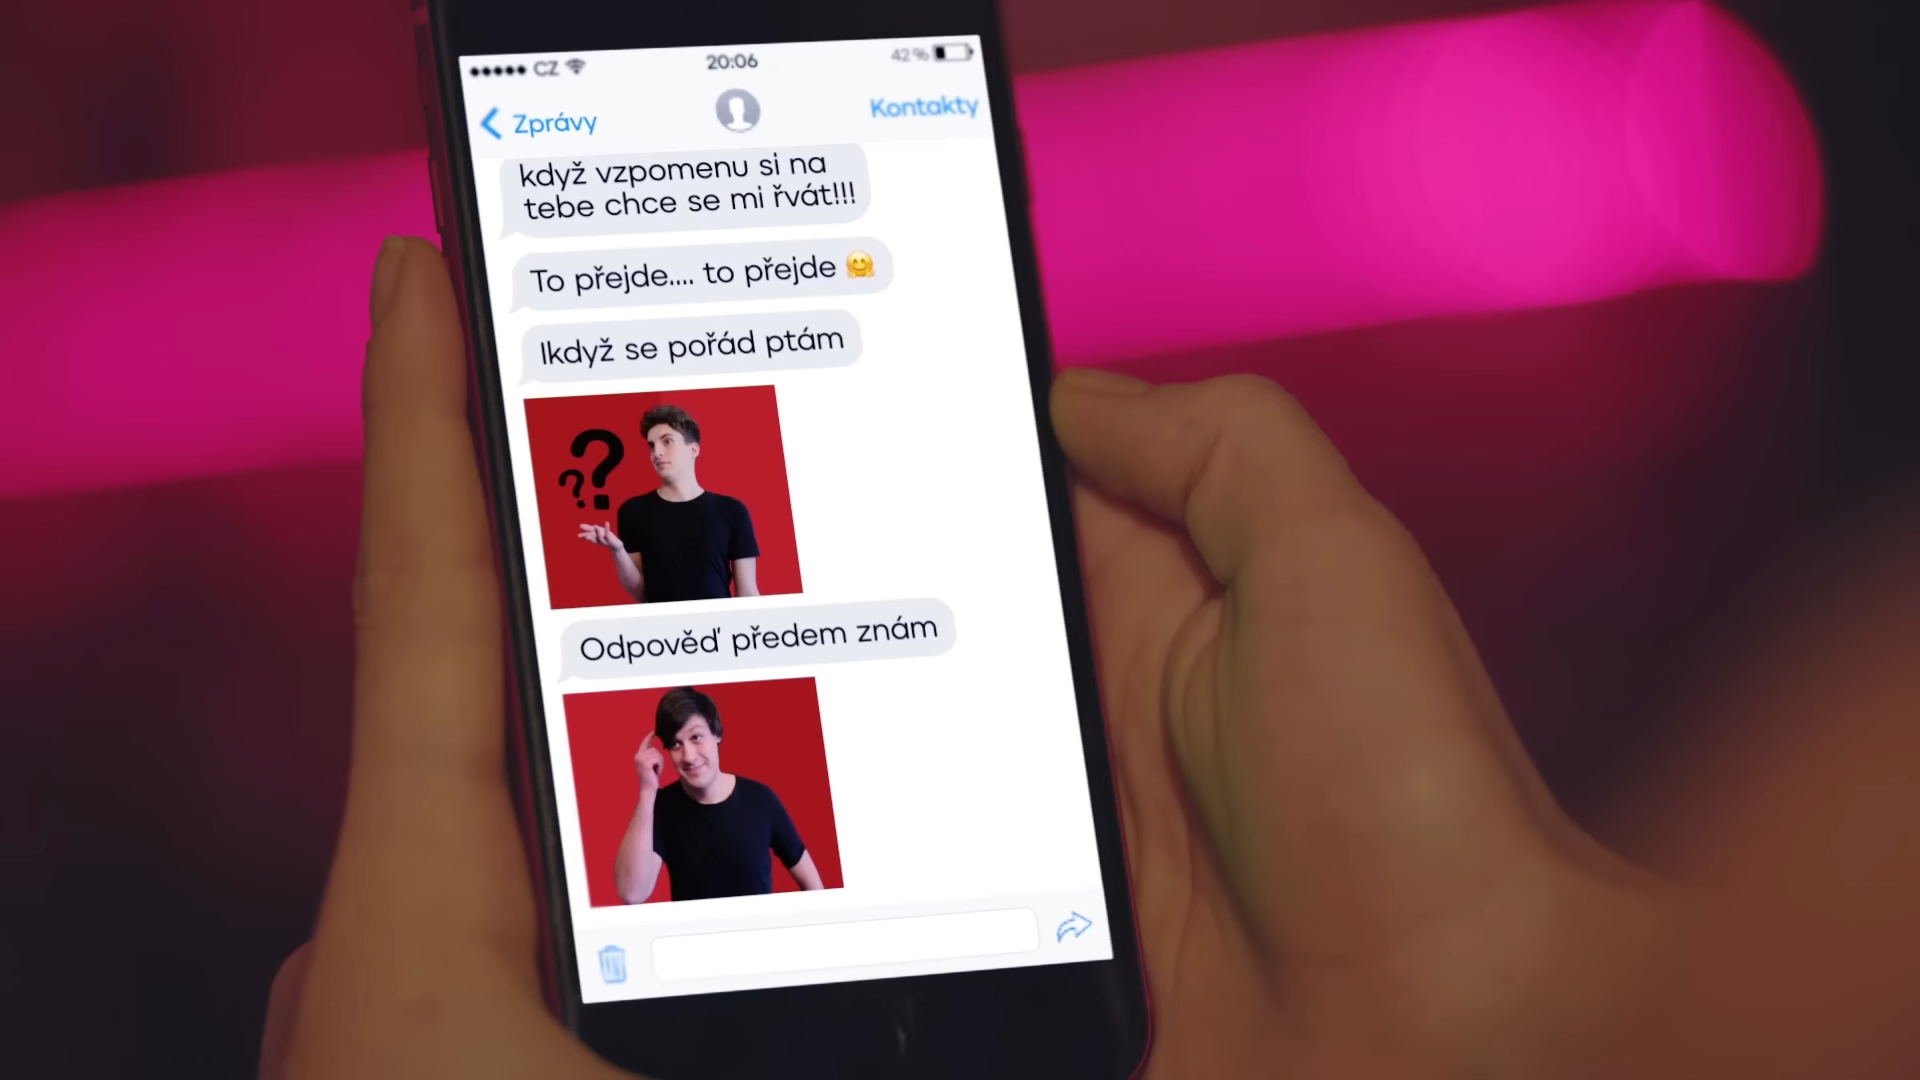 CZ 20:06 42%
Zprávy Kontakty
když vzpomenu si na
tebe chce se mi řvát!!!
To přejde.... to přejde 🤗
Ikdyž se pořád ptám
???
Odpověď předem znám